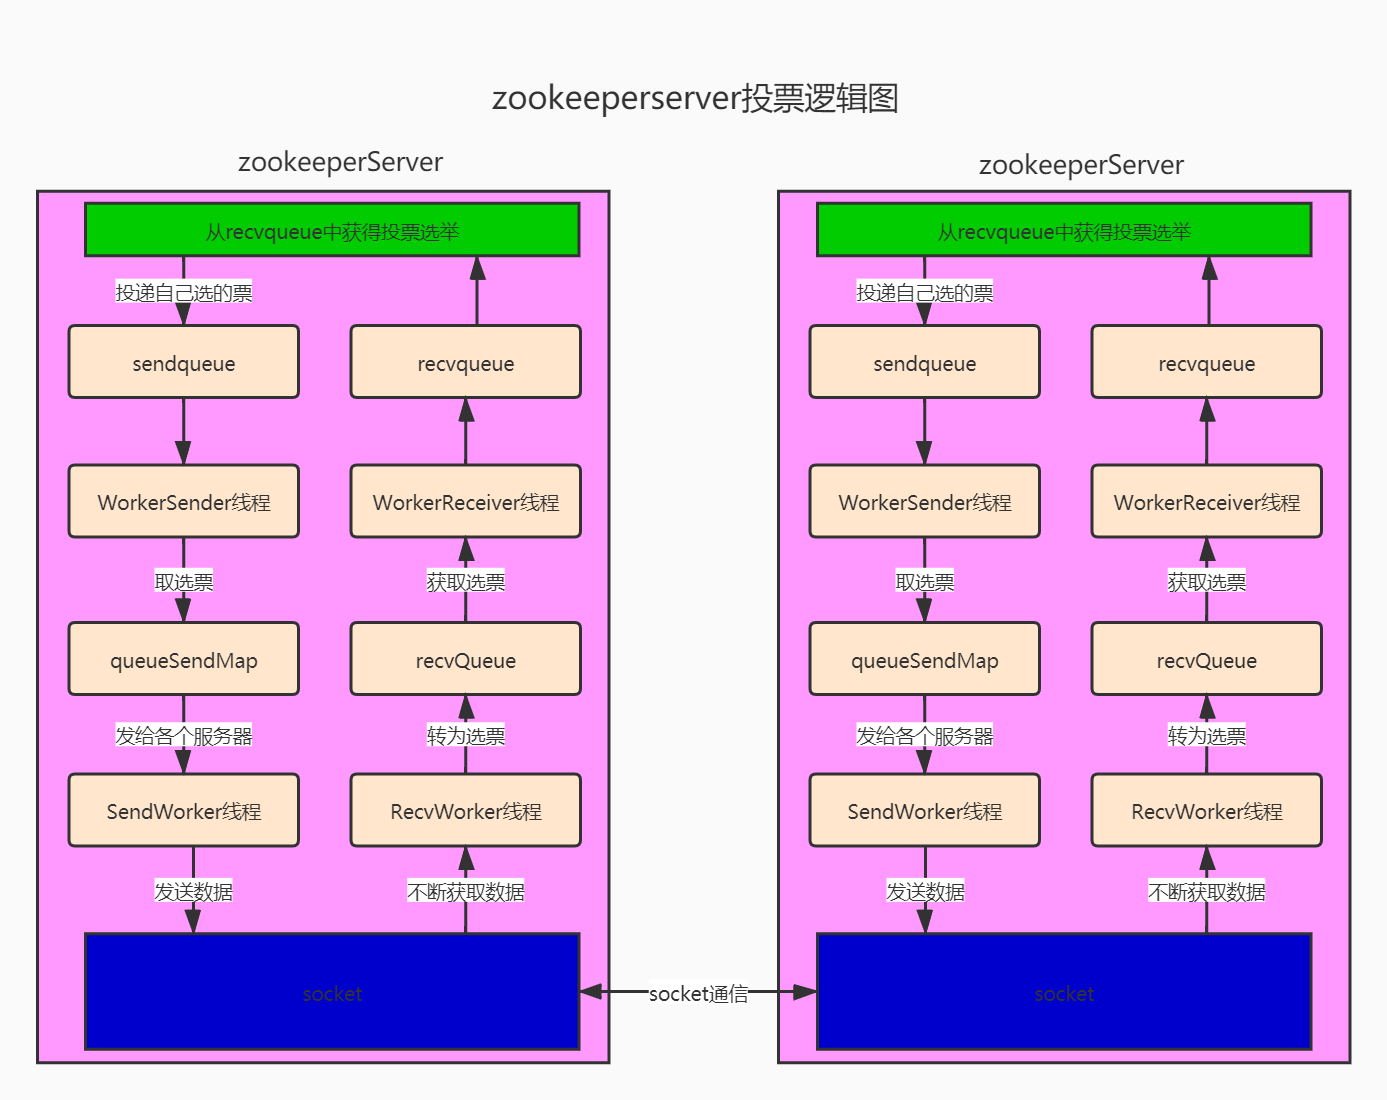 zookeeperserver投票逻辑图
zookeeperServer
从recvqueue中获得投票选举
投递自己选的票
sendqueue
recvqueue
WorkerSender线程
WorkerReceiver线程
取选票
获取选票
queueSendMap
recvQueue
发给各个服务器
转为选票
SendWorker线程
RecvWorker线程
发送数据
不断获取数据
socket
socket通信
zookeeperServer
从recvqueue中获得投票选举
投递自己选的票
sendqueue
recvqueue
WorkerSender线程
WorkerReceiver线程
取选票
获取选票
queueSendMap
recvQueue
发给各个服务器
转为选票
SendWorker线程
RecvWorker线程
发送数据
不断获取数据
socket